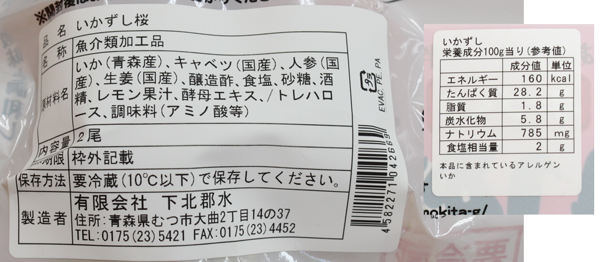 品名 いかずし桜
名称 魚介類加工品
原材料名 いか(青森産)、キャベツ(国産)、人参(国
産)、生姜(国産)、醸造酢、食塩、砂糖、酒
精、レモン果汁、酵母エキス、/トレハロ
ース、調味料(アミノ酸等)
内容量 2尾
期限 枠外記載
保存方法 要冷蔵(10℃以下)で保存してください。
製造者 有限会社 下北郡水
住所:青森県むつ市大曲2丁目14の37
TEL:0175(23)5421 FAX:0175(23)4452
EVAC. PE. PA
4582271042665
いかずし
栄養成分100g当り(参考値)
成分値 単位
エネルギー 160 kcal
たんぱく質 28.2 g
脂質 1.8 g
炭水化物 5.8 g
ナトリウム 785 mg
食塩相当量 2 g
本品に含まれているアレルゲン
いか
mokita-g/